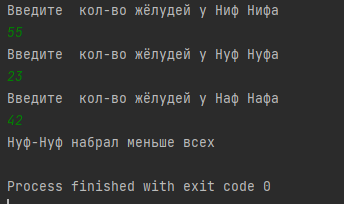 Введите  кол-во жёлудей у Ниф Нифа
55
Введите  кол-во жёлудей у Нуф Нуфа
23
Введите  кол-во жёлудей у Наф Нафа
42
Нуф-Нуф набрал меньше всех
Process finished with exit code 0